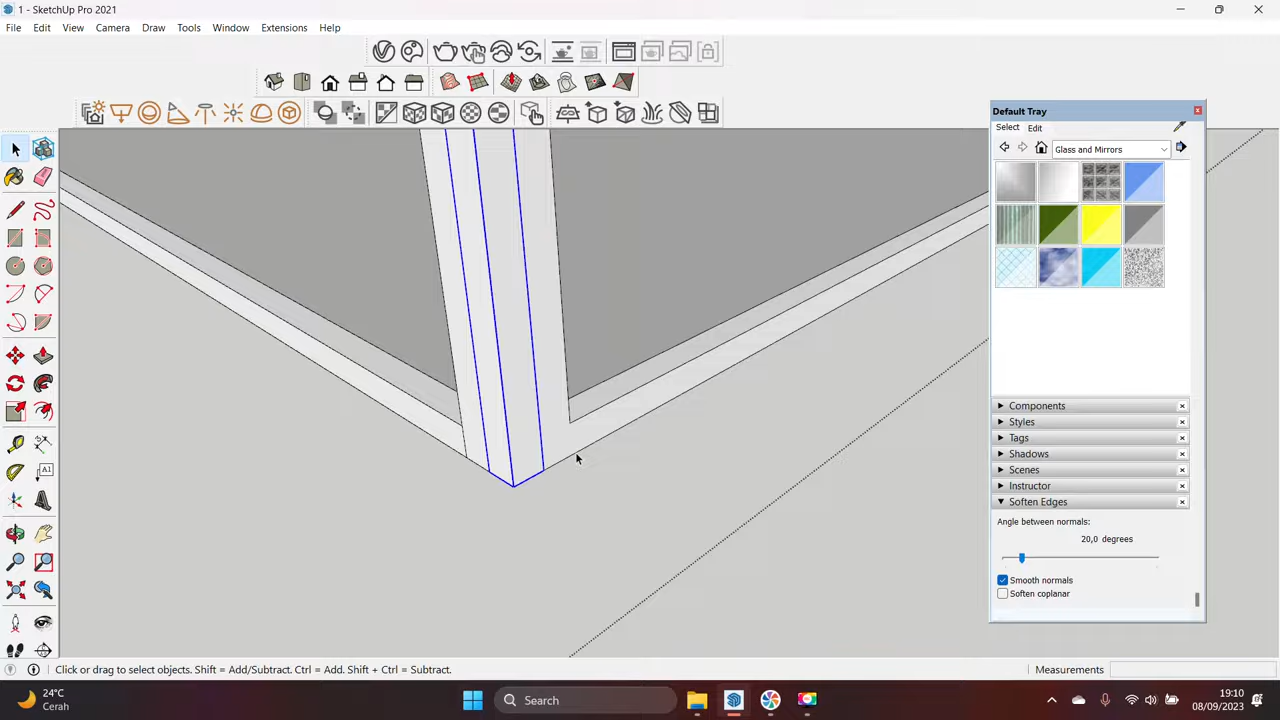 1 - SketchUp Pro 2021
File Edit View Camera Draw Tools Window Extensions Help
Default Tray
Select Edit
Glass and Mirrors
A1
Components
Styles
Tags
Shadows
Scenes
Instructor
Soften Edges
Angle between normals:
20,0 degrees
Smooth normals
Soften coplanar
Click or drag to select objects. Shift = Add/Subtract. Ctrl = Add. Shift + Ctrl = Subtract.
Measurements
24°C
Cerah
Search
19:10
08/09/2023